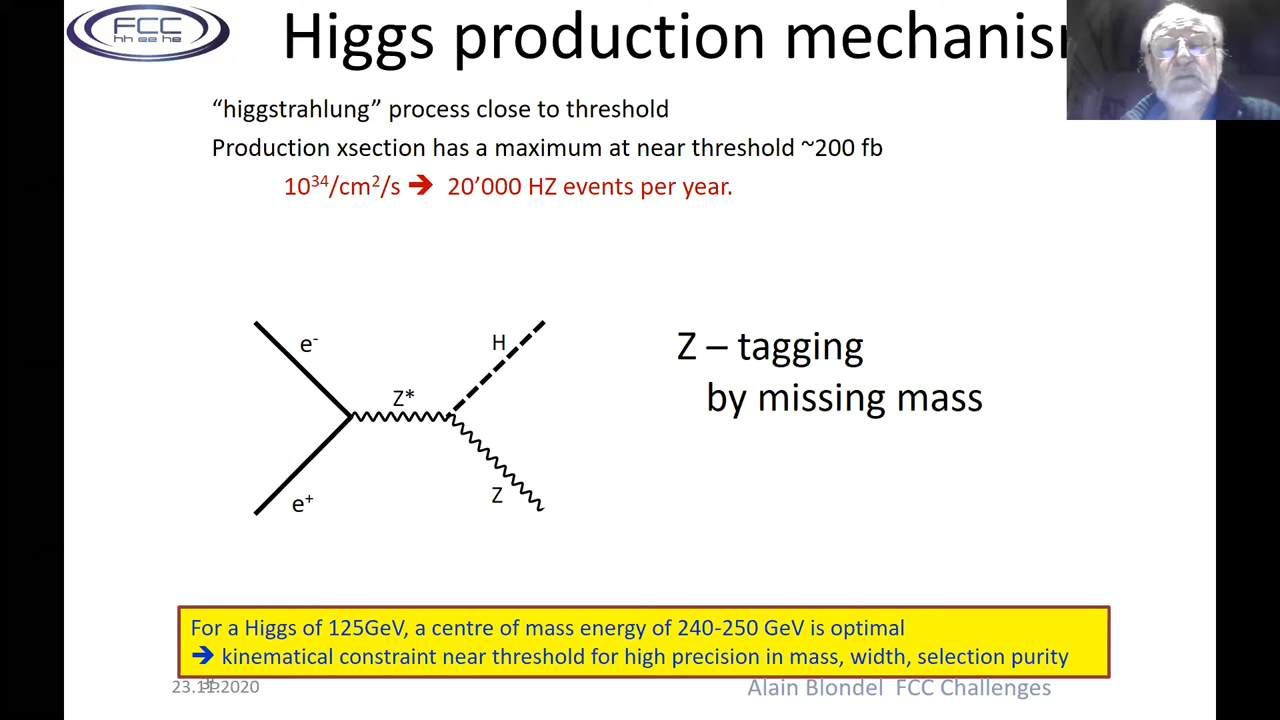 FCC
hh ee he
Higgs production mechanis
“higgstrahlung” process close to threshold
Production xsection has a maximum at near threshold ~200 fb
10³⁴/cm²/s ➔ 20’000 HZ events per year.
e⁻
H
Z*
Z – tagging
by missing mass
Z
e⁺
For a Higgs of 125GeV, a centre of mass energy of 240-250 GeV is optimal
➔ kinematical constraint near threshold for high precision in mass, width, selection purity
23.11.2020
Alain Blondel FCC Challenges